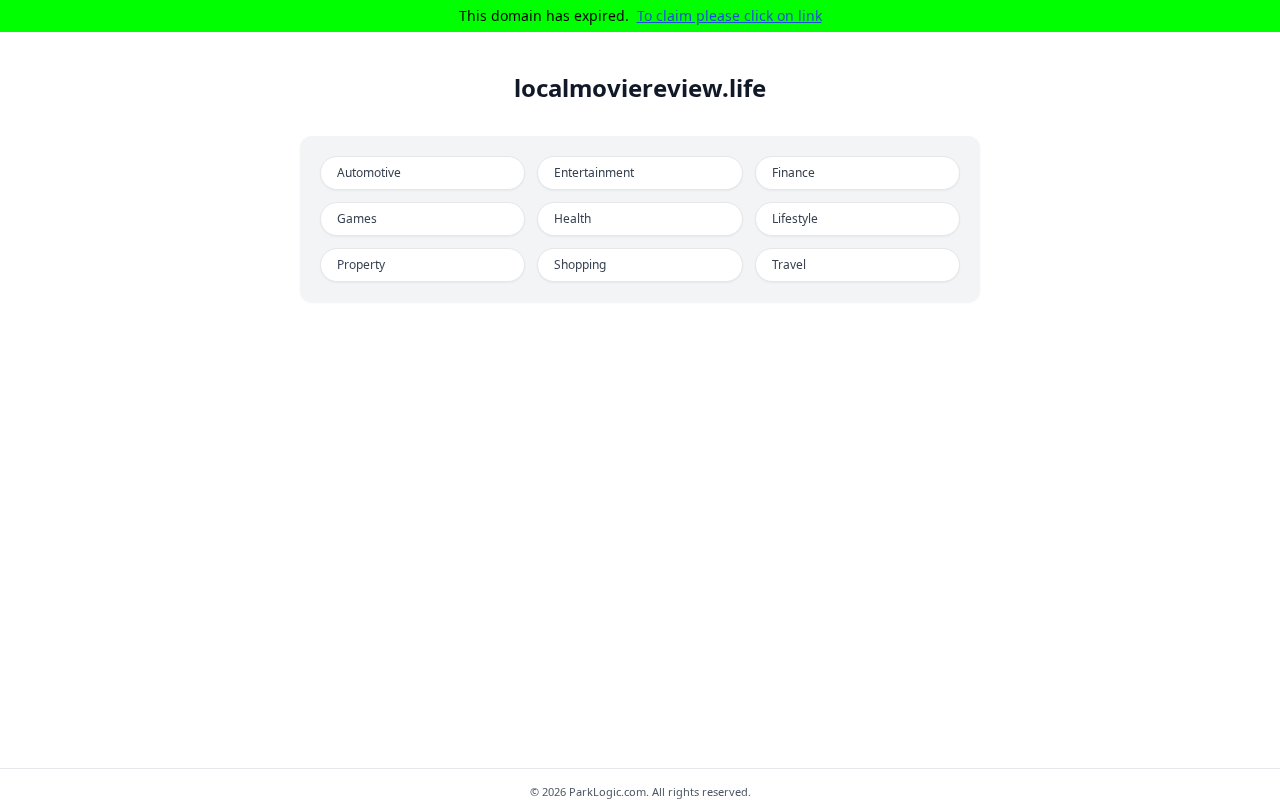 This domain has expired. To claim please click on link
localmoviereview.life
Automotive Entertainment Finance
Games Health Lifestyle
Property Shopping Travel
© 2026 ParkLogic.com. All rights reserved.